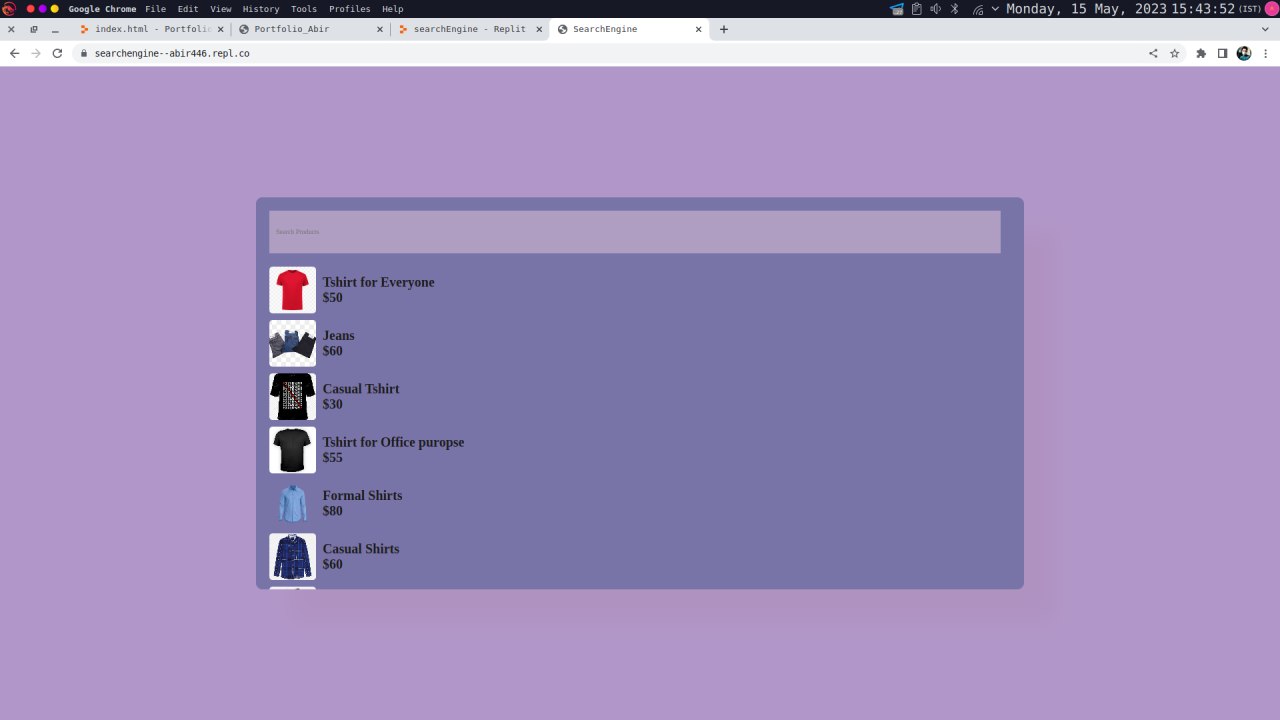 Google Chrome File Edit View History Tools Profiles Help
Monday, 15 May, 2023 15:43:52 (IST)
index.html - Portfolio
Portfolio_Abir
searchEngine - Replit
SearchEngine
searchengine--abir446.repl.co
Search Products
Tshirt for Everyone
$50
Jeans
$60
Casual Tshirt
$30
Tshirt for Office puropse
$55
Formal Shirts
$80
Casual Shirts
$60